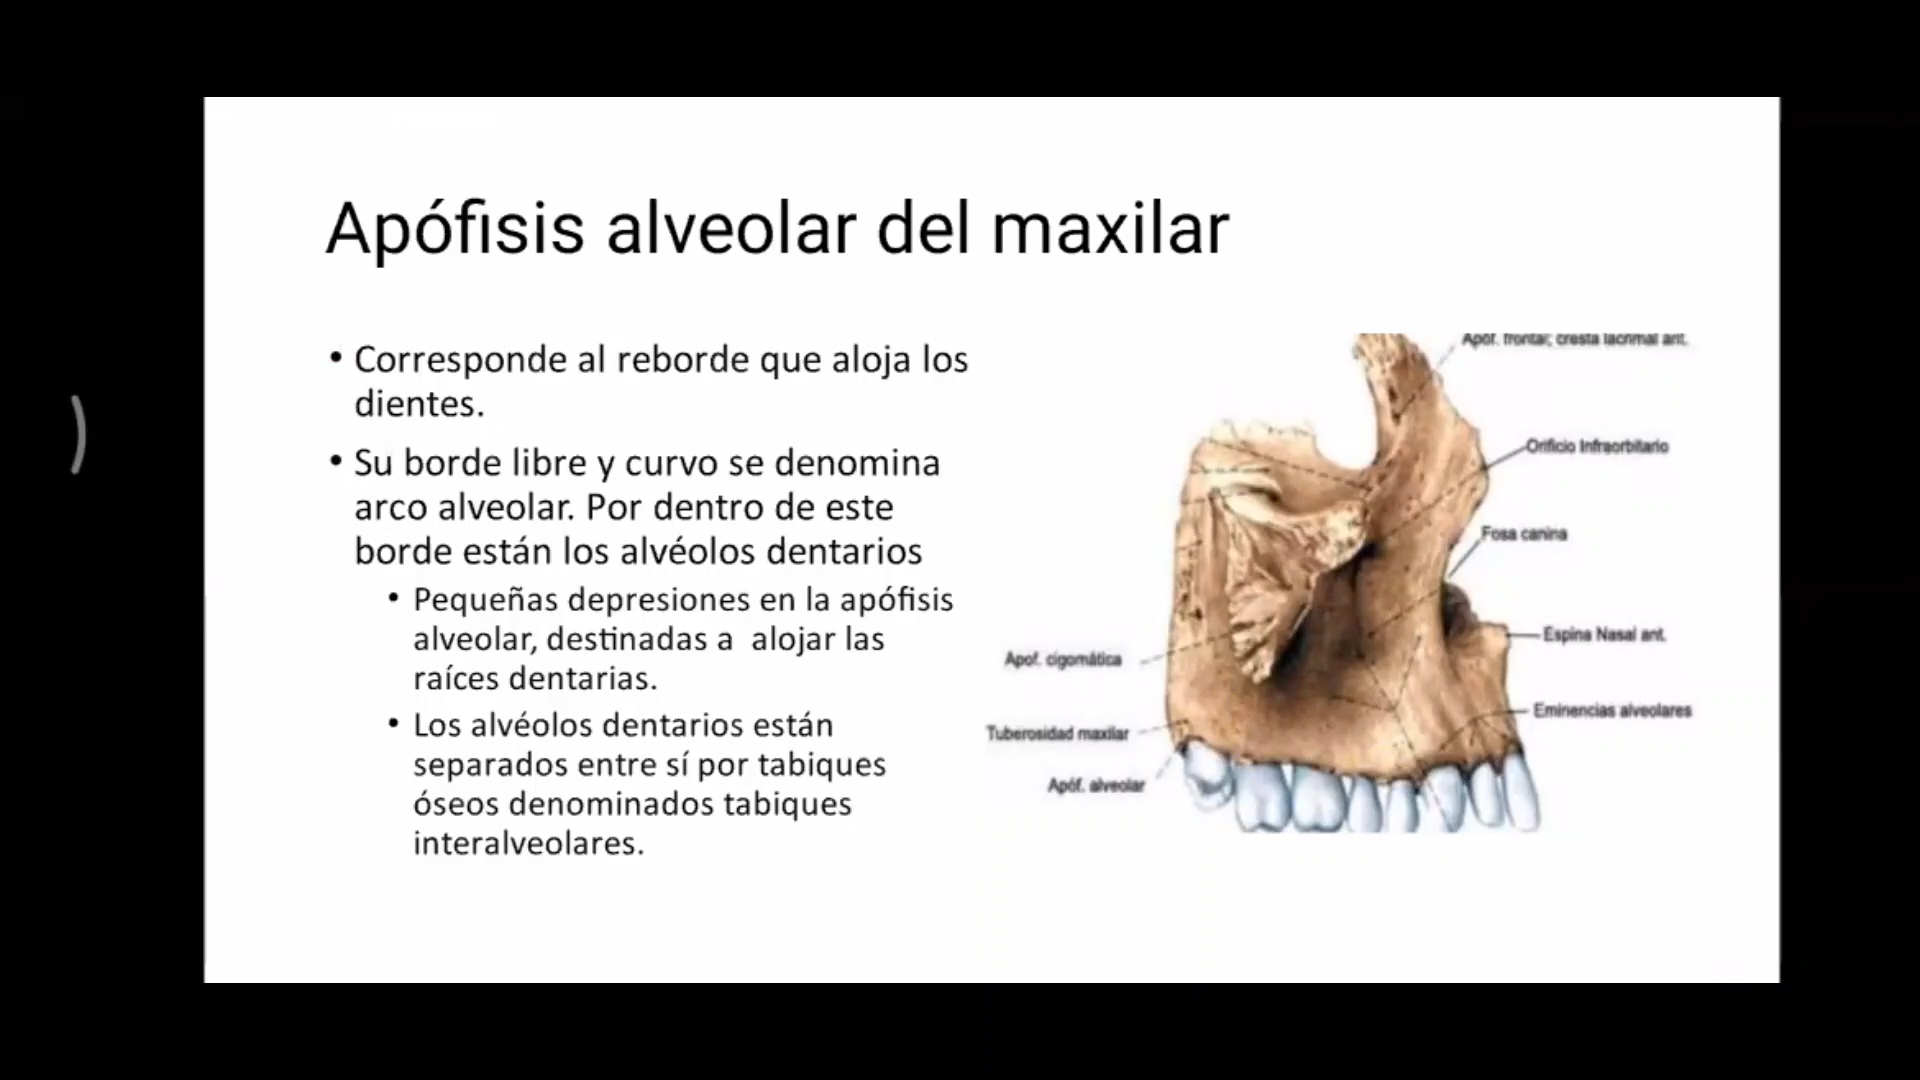 Apófisis alveolar del maxilar
• Corresponde al reborde que aloja los
dientes.
• Su borde libre y curvo se denomina
arco alveolar. Por dentro de este
borde están los alvéolos dentarios
• Pequeñas depresiones en la apófisis
alveolar, destinadas a alojar las
raíces dentarias.
• Los alvéolos dentarios están
separados entre sí por tabiques
óseos denominados tabiques
interalveolares.
Apóf. frontal; cresta lacrimal ant.
Orificio Infraorbitario
Fosa canina
Espina Nasal ant.
Eminencias alveolares
Apof. cigomática
Tuberosidad maxilar
Apóf. alveolar